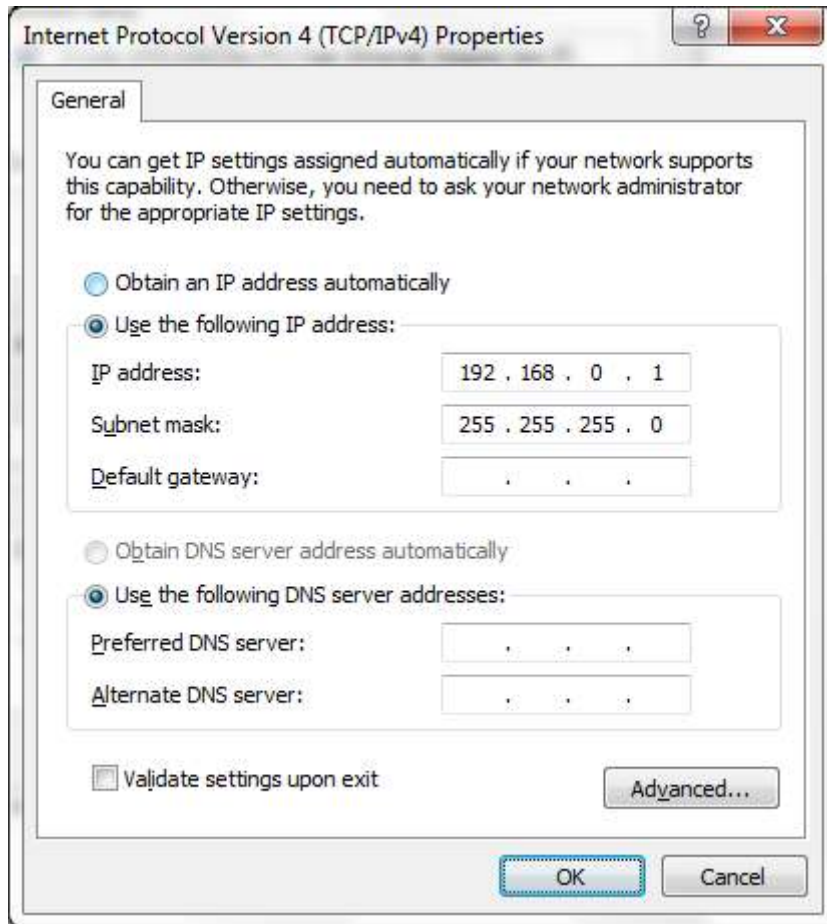 Internet Protocol Version 4 (TCP/IPv4) Properties
?
General
You can get IP settings assigned automatically if your network supports
this capability. Otherwise, you need to ask your network administrator
for the appropriate IP settings.
Obtain an IP address automatically
Use the following IP address:
IP address: 192 . 168 . 0 . 1
Subnet mask: 255 . 255 . 255 . 0
Default gateway: . . .
Obtain DNS server address automatically
Use the following DNS server addresses:
Preferred DNS server: . . .
Alternate DNS server: . . .
Validate settings upon exit
Advanced...
OK Cancel